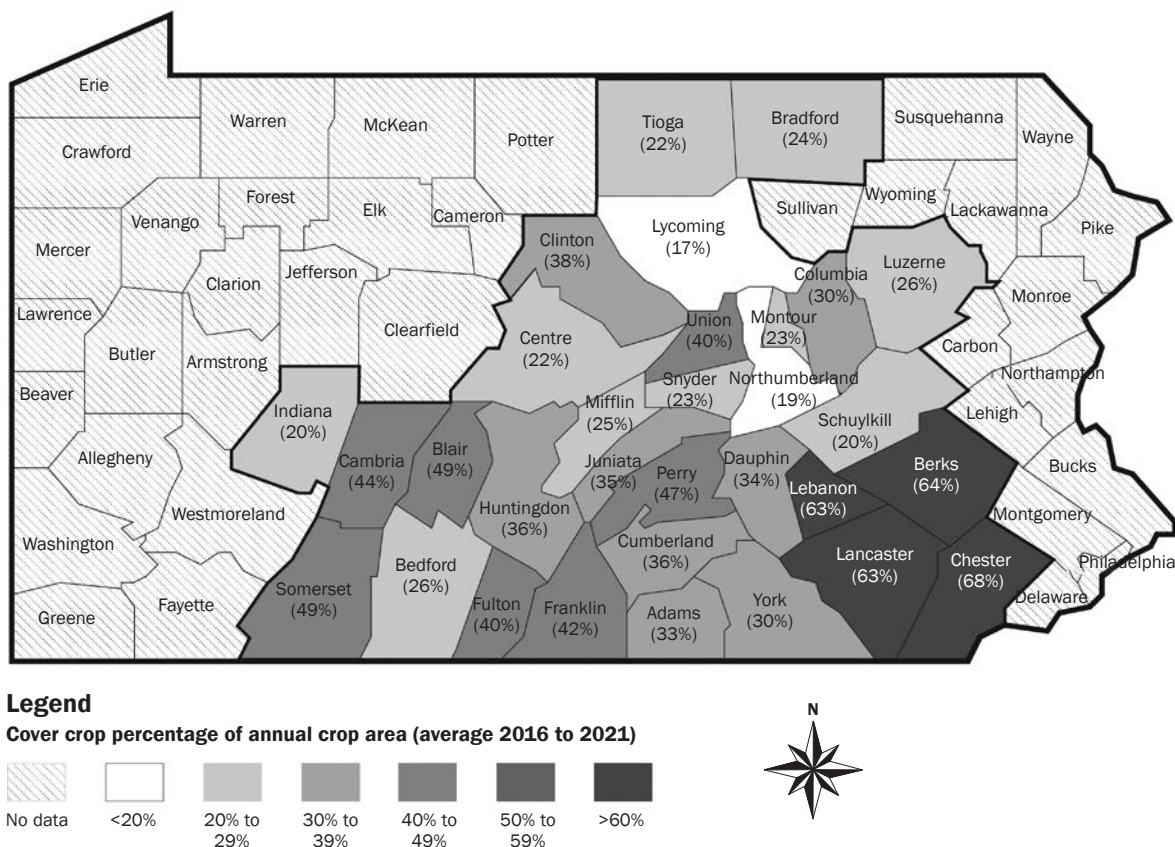 Erie
Warren
McKean
Potter
Tioga
(22%)
Bradford
(24%)
Susquehanna
Wayne
Crawford
Forest
Elk
Cameron
Sullivan
Wyoming
Lackawanna
Pike
Mercer
Venango
Clarion
Jefferson
Clinton
(38%)
Lycoming
(17%)
Columbia
(30%)
Luzerne
(26%)
Monroe
Lawrence
Butler
Armstrong
Clearfield
Centre
(22%)
Union
(40%)
Montour
(23%)
Carbon
Northampton
Beaver
Indiana
(20%)
Mifflin
(25%)
Snyder
(23%)
Northumberland
(19%)
Schuylkill
(20%)
Lehigh
Allegheny
Cambria
(44%)
Blair
(49%)
Huntingdon
(36%)
Juniata
(35%)
Perry
(47%)
Dauphin
(34%)
Lebanon
(63%)
Berks
(64%)
Bucks
Westmoreland
Montgomery
Washington
Bedford
(26%)
Cumberland
(36%)
Lancaster
(63%)
Chester
(68%)
Philadelphia
Greene
Fayette
Somerset
(49%)
Fulton
(40%)
Franklin
(42%)
Adams
(33%)
York
(30%)
Delaware
Legend
Cover crop percentage of annual crop area (average 2016 to 2021)
No data
<20%
20% to
29%
30% to
39%
40% to
49%
50% to
59%
>60%
N